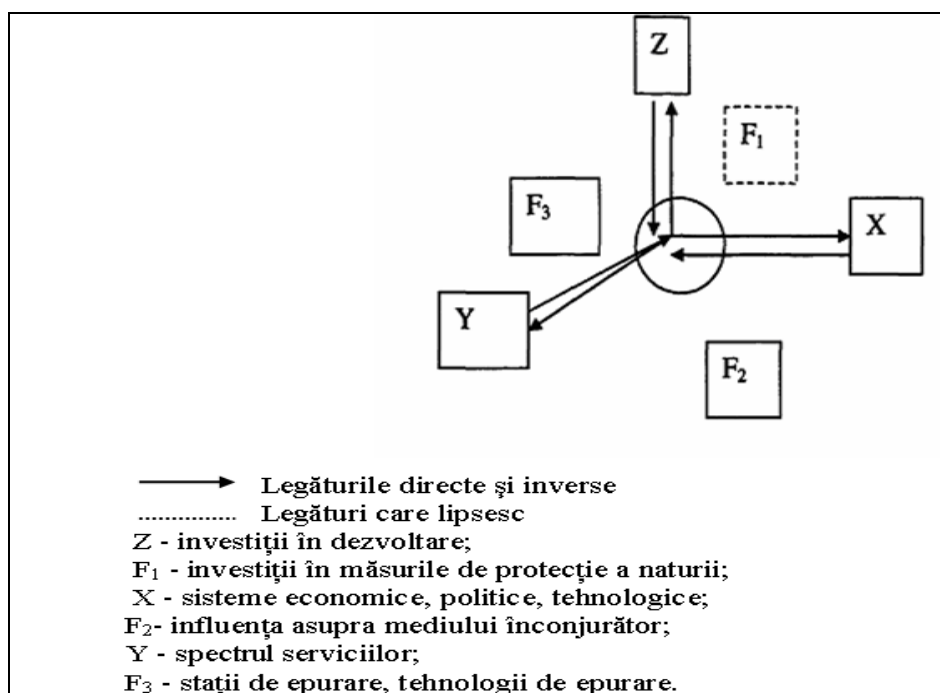 Z
F₁
F₃
X
Y
F₂
Legăturile directe şi inverse
Legături care lipsesc
Z - investiţii în dezvoltare;
F₁ - investiţii în măsurile de protecţie a naturii;
X - sisteme economice, politice, tehnologice;
F₂- influenţa asupra mediului înconjurător;
Y - spectrul serviciilor;
F₃ - staţii de epurare, tehnologii de epurare.